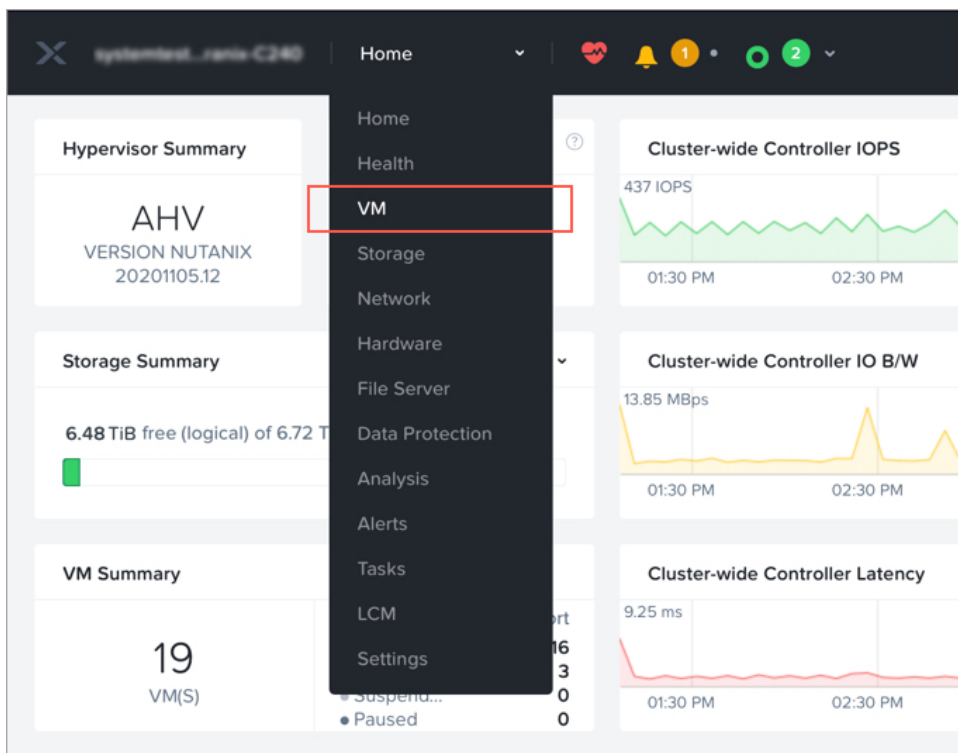 Home
1
2
Home
Health
VM
Storage
Network
Hardware
File Server
Data Protection
Analysis
Alerts
Tasks
LCM
Settings
Hypervisor Summary
AHV
VERSION NUTANIX
20201105.12
?
Cluster-wide Controller IOPS
437 IOPS
01:30 PM 02:30 PM
Storage Summary
6.48 TiB free (logical) of 6.72 T
Cluster-wide Controller IO B/W
13.85 MBps
01:30 PM 02:30 PM
VM Summary
19
VM(S)
16
3
Suspend... 0
Paused 0
Cluster-wide Controller Latency
9.25 ms
01:30 PM 02:30 PM